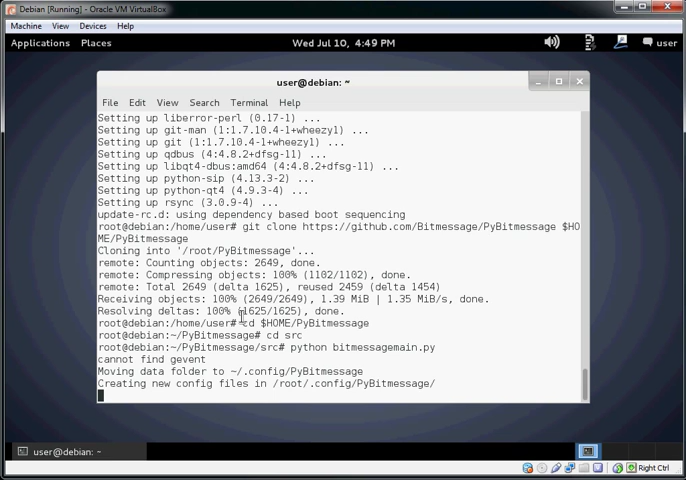 Debian [Running] - Oracle VM VirtualBox
Machine View Devices Help
Applications Places Wed Jul 10, 4:49 PM user
user@debian: ~
File Edit View Search Terminal Help
Setting up liberror-perl (0.17-1) ...
Setting up git-man (1:1.7.10.4-1+wheezy1) ...
Setting up git (1:1.7.10.4-1+wheezy1) ...
Setting up qdbus (4:4.8.2+dfsg-11) ...
Setting up libqt4-dbus:amd64 (4:4.8.2+dfsg-11) ...
Setting up python-sip (4.13.3-2) ...
Setting up python-qt4 (4.9.3-4) ...
Setting up rsync (3.0.9-4) ...
update-rc.d: using dependency based boot sequencing
root@debian:/home/user# git clone https://github.com/Bitmessage/PyBitmessage $HO
ME/PyBitmessage
Cloning into '/root/PyBitmessage'...
remote: Counting objects: 2649, done.
remote: Compressing objects: 100% (1102/1102), done.
remote: Total 2649 (delta 1625), reused 2459 (delta 1454)
Receiving objects: 100% (2649/2649), 1.39 MiB | 1.35 MiB/s, done.
Resolving deltas: 100% (1625/1625), done.
root@debian:/home/user# cd $HOME/PyBitmessage
root@debian:~/PyBitmessage# cd src
root@debian:~/PyBitmessage/src# python bitmessagemain.py
cannot find gevent
Moving data folder to ~/.config/PyBitmessage
Creating new config files in /root/.config/PyBitmessage/
user@debian: ~
Right Ctrl